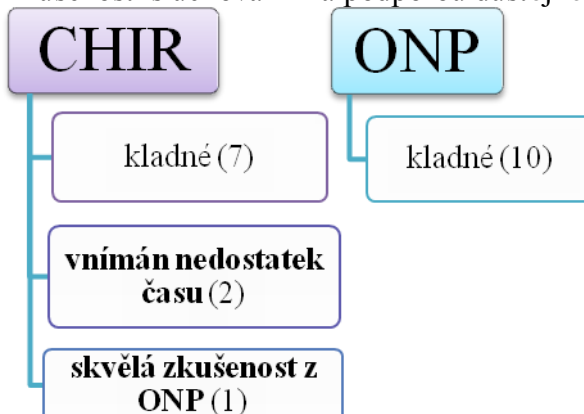 CHIR
ONP
kladné (7)
kladné (10)
vnímán nedostatek
času (2)
skvělá zkušenost z
ONP (1)